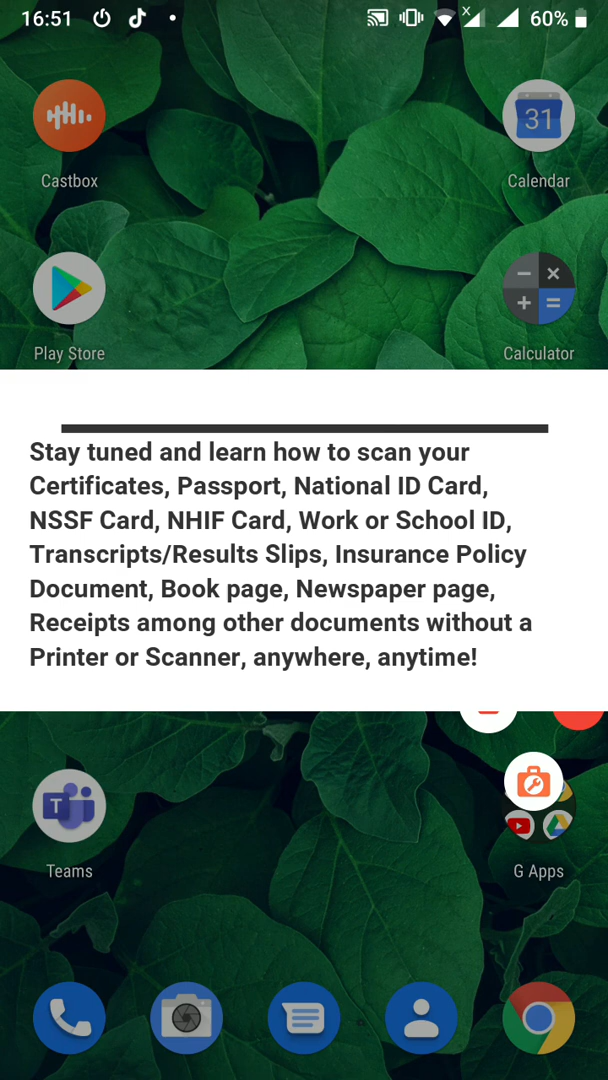 16:51
X
60%
31
Castbox
Calendar
Play Store
Calculator
Stay tuned and learn how to scan your
Certificates, Passport, National ID Card,
NSSF Card, NHIF Card, Work or School ID,
Transcripts/Results Slips, Insurance Policy
Document, Book page, Newspaper page,
Receipts among other documents without a
Printer or Scanner, anywhere, anytime!
T
Teams
G Apps